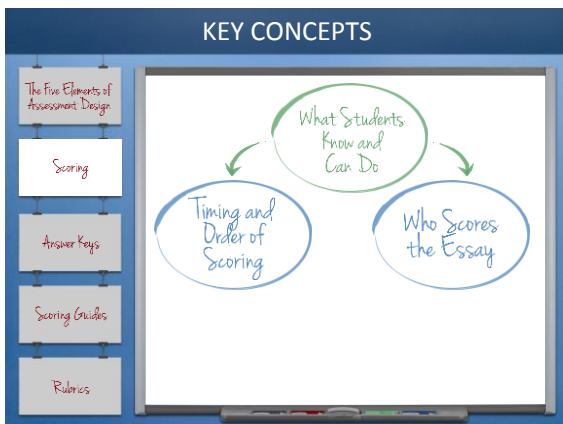 KEY CONCEPTS
The Five Elements of
Assessment Design
Scoring
Answer Keys
Scoring Guides
Rubrics
What Students
Know and
Can Do
Timing and
Order of
Scoring
Who Scores
the Essay